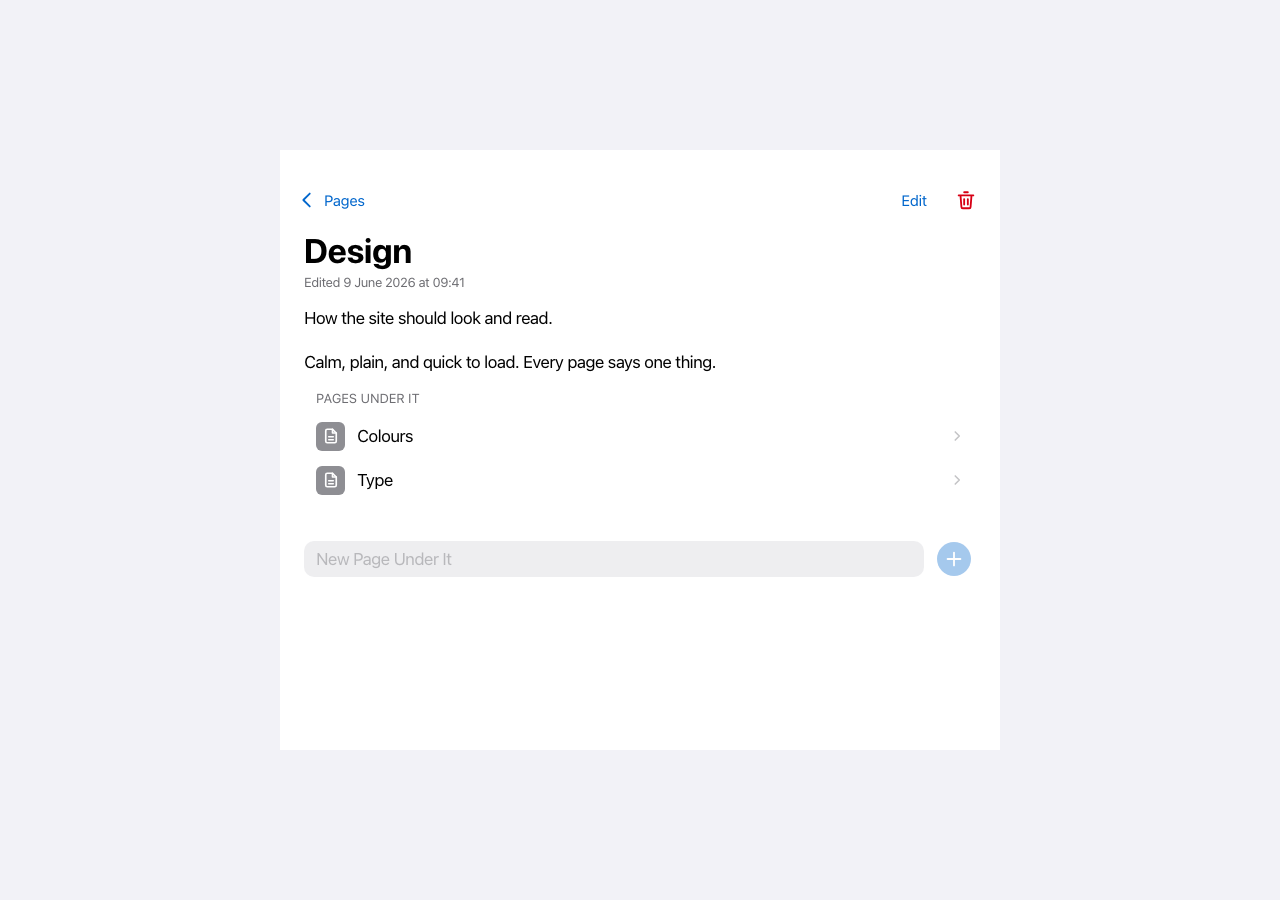 Pages
Edit
Design
Edited 9 June 2026 at 09:41
How the site should look and read.
Calm, plain, and quick to load. Every page says one thing.
PAGES UNDER IT
Colours
Type
New Page Under It